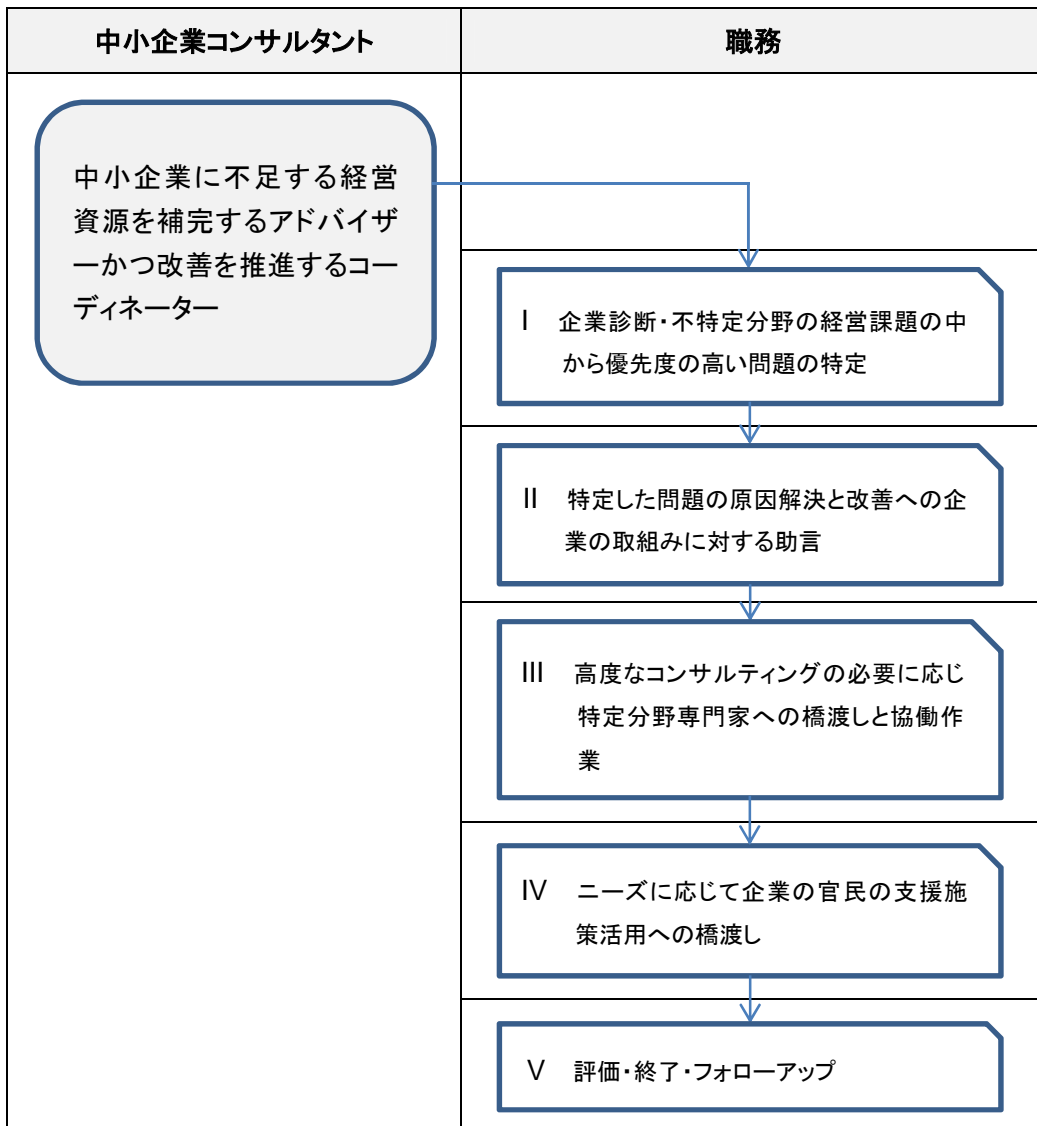 中小企業コンサルタント
職務
中小企業に不足する経営
資源を補完するアドバイザ
ーかつ改善を推進するコー
ディネーター
Ⅰ 企業診断・不特定分野の経営課題の中
から優先度の高い問題の特定
Ⅱ 特定した問題の原因解決と改善への企
業の取組みに対する助言
Ⅲ 高度なコンサルティングの必要に応じ
特定分野専門家への橋渡しと協働作
業
Ⅳ ニーズに応じて企業の官民の支援施
策活用への橋渡し
Ⅴ 評価・終了・フォローアップ